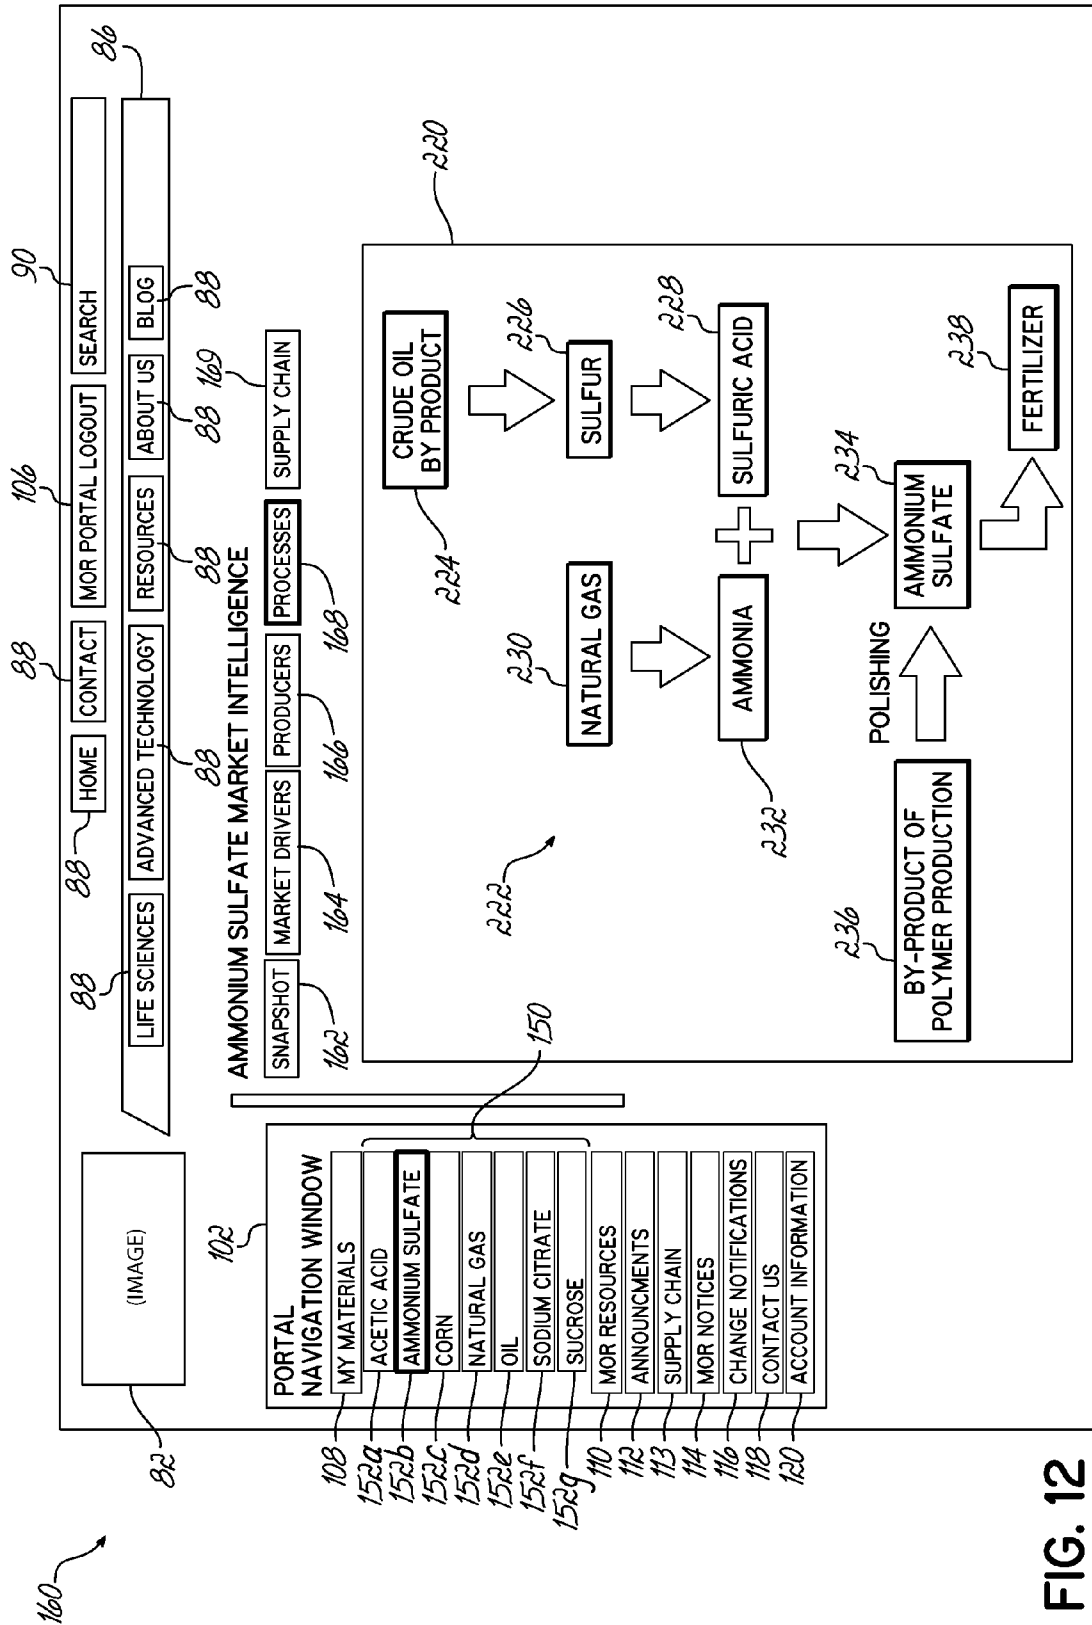 160
82
(IMAGE)
88
HOME
88
CONTACT
106
MOR PORTAL LOGOUT
90
SEARCH
86
88
LIFE SCIENCES
ADVANCED TECHNOLOGY
88
RESOURCES
88
ABOUT US
88
BLOG
88
AMMONIUM SULFATE MARKET INTELLIGENCE
SNAPSHOT
162
MARKET DRIVERS
164
PRODUCERS
166
PROCESSES
168
SUPPLY CHAIN
169
102
PORTAL
NAVIGATION WINDOW
108
MY MATERIALS
152a
ACETIC ACID
152b
AMMONIUM SULFATE
152c
CORN
152d
NATURAL GAS
152e
OIL
152f
SODIUM CITRATE
152g
SUCROSE
150
110
MOR RESOURCES
112
ANNOUNCMENTS
113
SUPPLY CHAIN
114
MOR NOTICES
116
CHANGE NOTIFICATIONS
118
CONTACT US
120
ACCOUNT INFORMATION
220
222
224
CRUDE OIL
BY PRODUCT
230
NATURAL GAS
226
SULFUR
232
AMMONIA
228
SULFURIC ACID
236
BY-PRODUCT OF
POLYMER PRODUCTION
POLISHING
234
AMMONIUM
SULFATE
238
FERTILIZER
FIG. 12